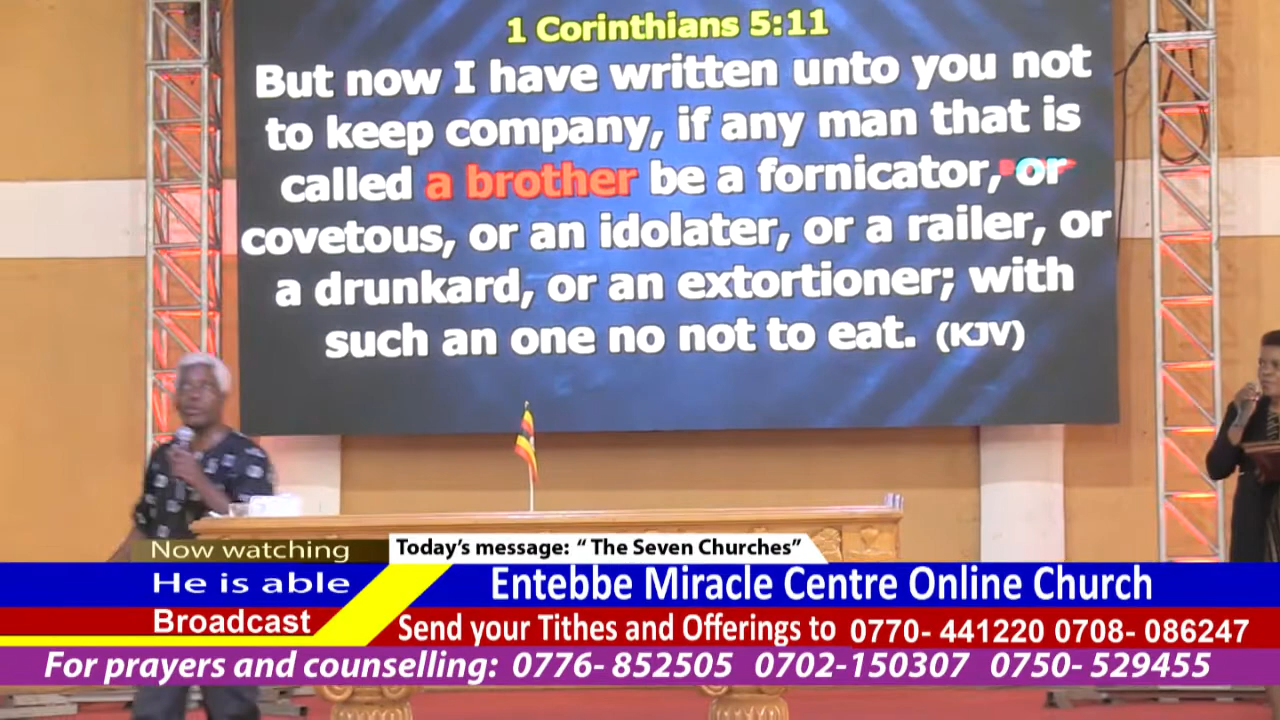 1 Corinthians 5:11
But now I have written unto you not
to keep company, if any man that is
called a brother be a fornicator, or
covetous, or an idolater, or a railer, or
a drunkard, or an extortioner; with
such an one no not to eat. (KJV)
Now watching
Today's message: “ The Seven Churches”
He is able
Entebbe Miracle Centre Online Church
Broadcast
Send your Tithes and Offerings to 0770- 441220 0708- 086247
For prayers and counselling: 0776- 852505 0702-150307 0750- 529455